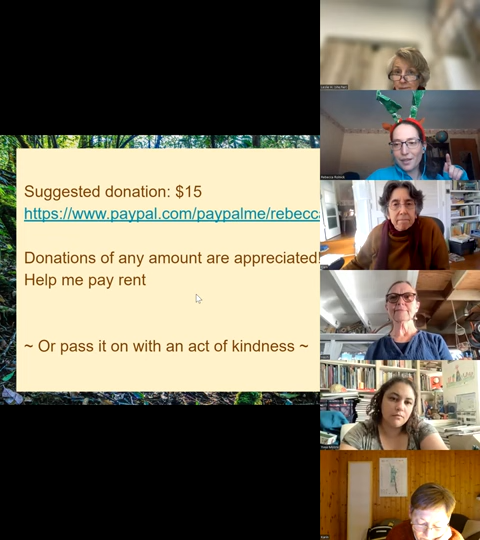 Suggested donation: $15
https://www.paypal.com/paypalme/rebecc
Donations of any amount are appreciated!
Help me pay rent
~ Or pass it on with an act of kindness ~